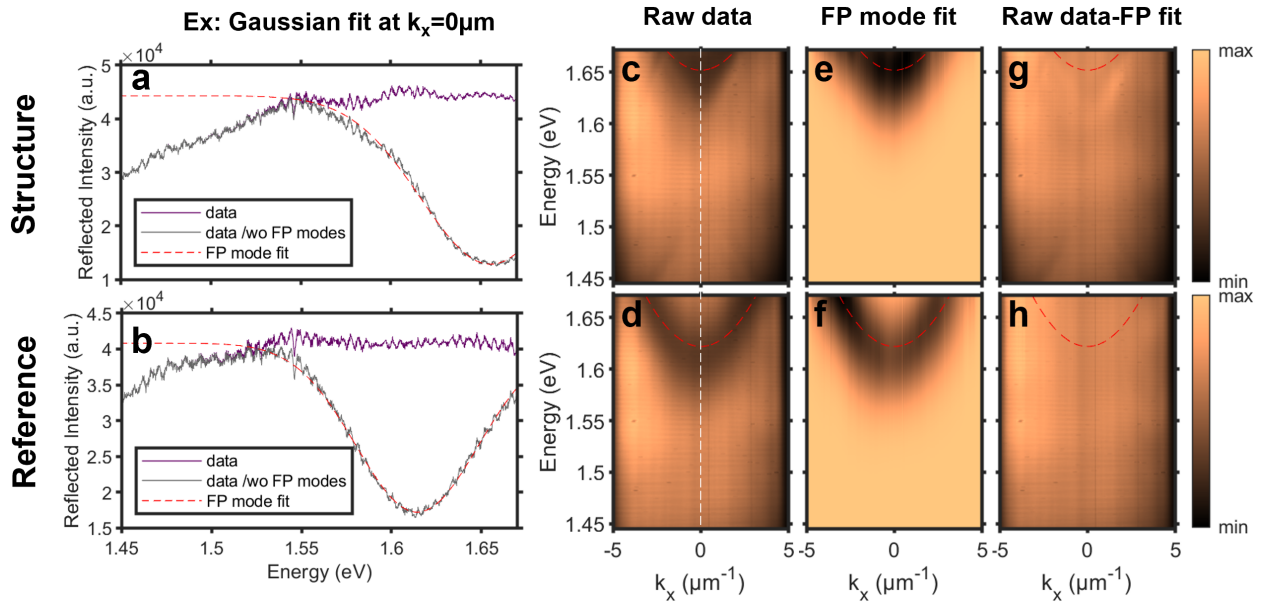 Ex: Gaussian fit at kₓ=0µm
Raw data
FP mode fit
Raw data-FP fit
Structure
Reference
×10⁴
a
5
4
3
2
1
Reflected Intensity (a.u.)
data
data /wo FP modes
FP mode fit
×10⁴
b
4.5
4
3.5
3
2.5
2
1.5
Reflected Intensity (a.u.)
data
data /wo FP modes
FP mode fit
1.45
1.5
1.55
1.6
1.65
Energy (eV)
c
e
g
1.65
1.6
1.55
1.5
1.45
Energy (eV)
max
min
d
f
h
1.65
1.6
1.55
1.5
1.45
Energy (eV)
max
min
-5 0 5
-5 0 5
-5 0 5
kₓ (µm⁻¹)
kₓ (µm⁻¹)
kₓ (µm⁻¹)